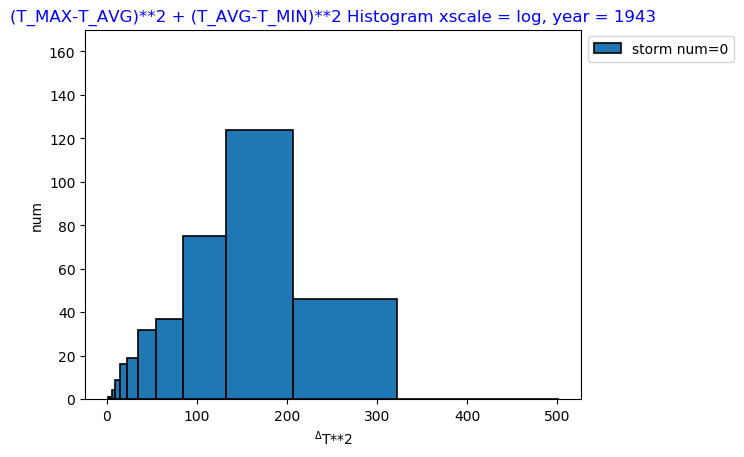 (T_MAX-T_AVG)**2 + (T_AVG-T_MIN)**2 Histogram xscale = log, year = 1943
storm num=0
160
140
120
100
80
60
40
20
0
num
0 100 200 300 400 500
ΔT**2